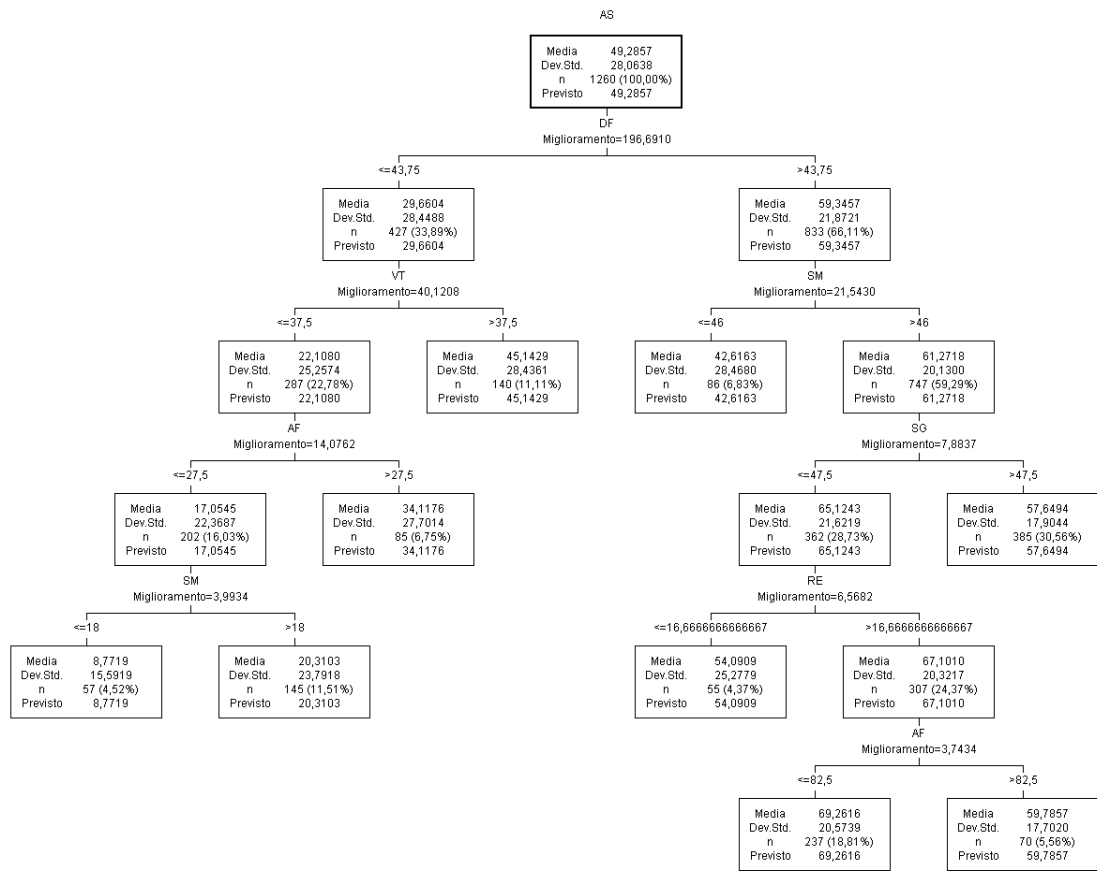 AS
Media 49,2857
Dev.Std. 28,0638
n 1260 (100,00%)
Previsto 49,2857
DF
Miglioramento=196,6910
<=43,75
>43,75
Media 29,6604
Dev.Std. 28,4488
n 427 (33,89%)
Previsto 29,6604
Media 59,3457
Dev.Std. 21,8721
n 833 (66,11%)
Previsto 59,3457
VT
Miglioramento=40,1208
SM
Miglioramento=21,5430
<=37,5
>37,5
<=46
>46
Media 22,1080
Dev.Std. 25,2574
n 287 (22,78%)
Previsto 22,1080
Media 45,1429
Dev.Std. 28,4361
n 140 (11,11%)
Previsto 45,1429
Media 42,6163
Dev.Std. 28,4680
n 86 (6,83%)
Previsto 42,6163
Media 61,2718
Dev.Std. 20,1300
n 747 (59,29%)
Previsto 61,2718
AF
Miglioramento=14,0762
SG
Miglioramento=7,8837
<=27,5
>27,5
<=47,5
>47,5
Media 17,0545
Dev.Std. 22,3687
n 202 (16,03%)
Previsto 17,0545
Media 34,1176
Dev.Std. 27,7014
n 85 (6,75%)
Previsto 34,1176
Media 65,1243
Dev.Std. 21,6219
n 362 (28,73%)
Previsto 65,1243
Media 57,6494
Dev.Std. 17,9044
n 385 (30,56%)
Previsto 57,6494
SM
Miglioramento=3,9934
RE
Miglioramento=6,5682
<=18
>18
<=16,6666666666667
>16,6666666666667
Media 8,7719
Dev.Std. 15,5919
n 57 (4,52%)
Previsto 8,7719
Media 20,3103
Dev.Std. 23,7918
n 145 (11,51%)
Previsto 20,3103
Media 54,0909
Dev.Std. 25,2779
n 55 (4,37%)
Previsto 54,0909
Media 67,1010
Dev.Std. 20,3217
n 307 (24,37%)
Previsto 67,1010
AF
Miglioramento=3,7434
<=82,5
>82,5
Media 69,2616
Dev.Std. 20,5739
n 237 (18,81%)
Previsto 69,2616
Media 59,7857
Dev.Std. 17,7020
n 70 (5,56%)
Previsto 59,7857